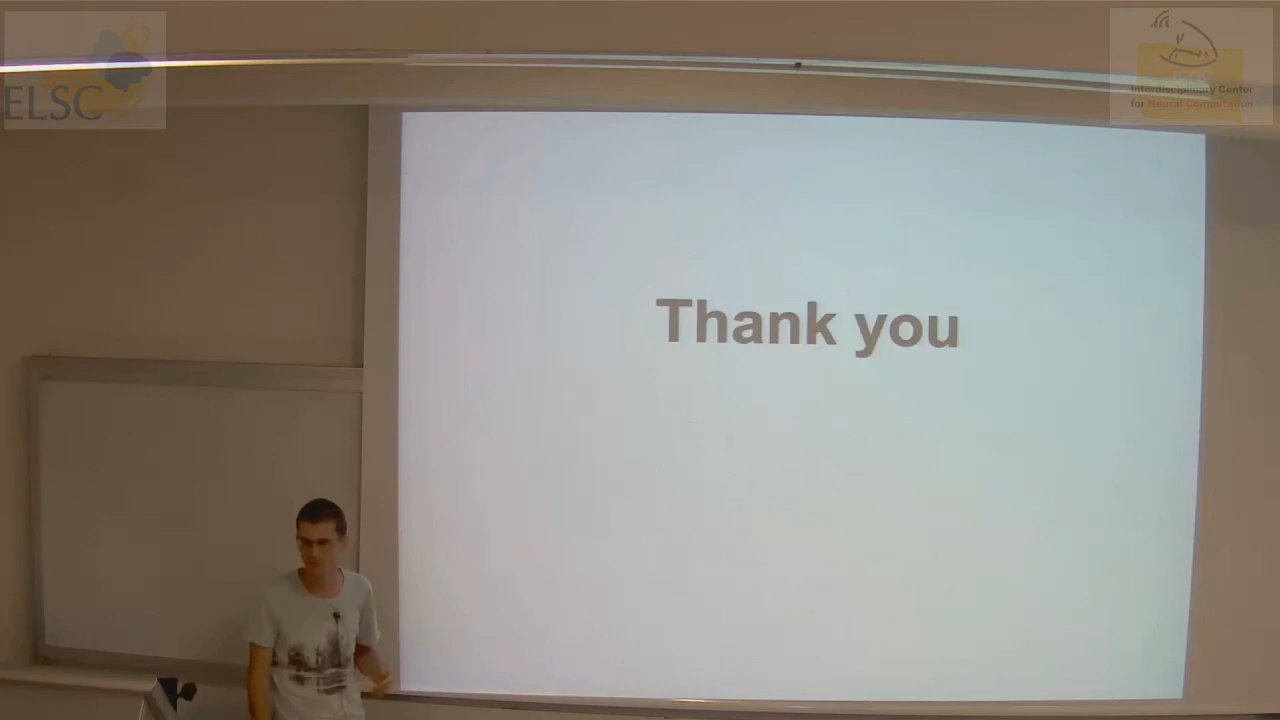 ELSC
Interdisciplinary Center
for Neural Computation
Thank you